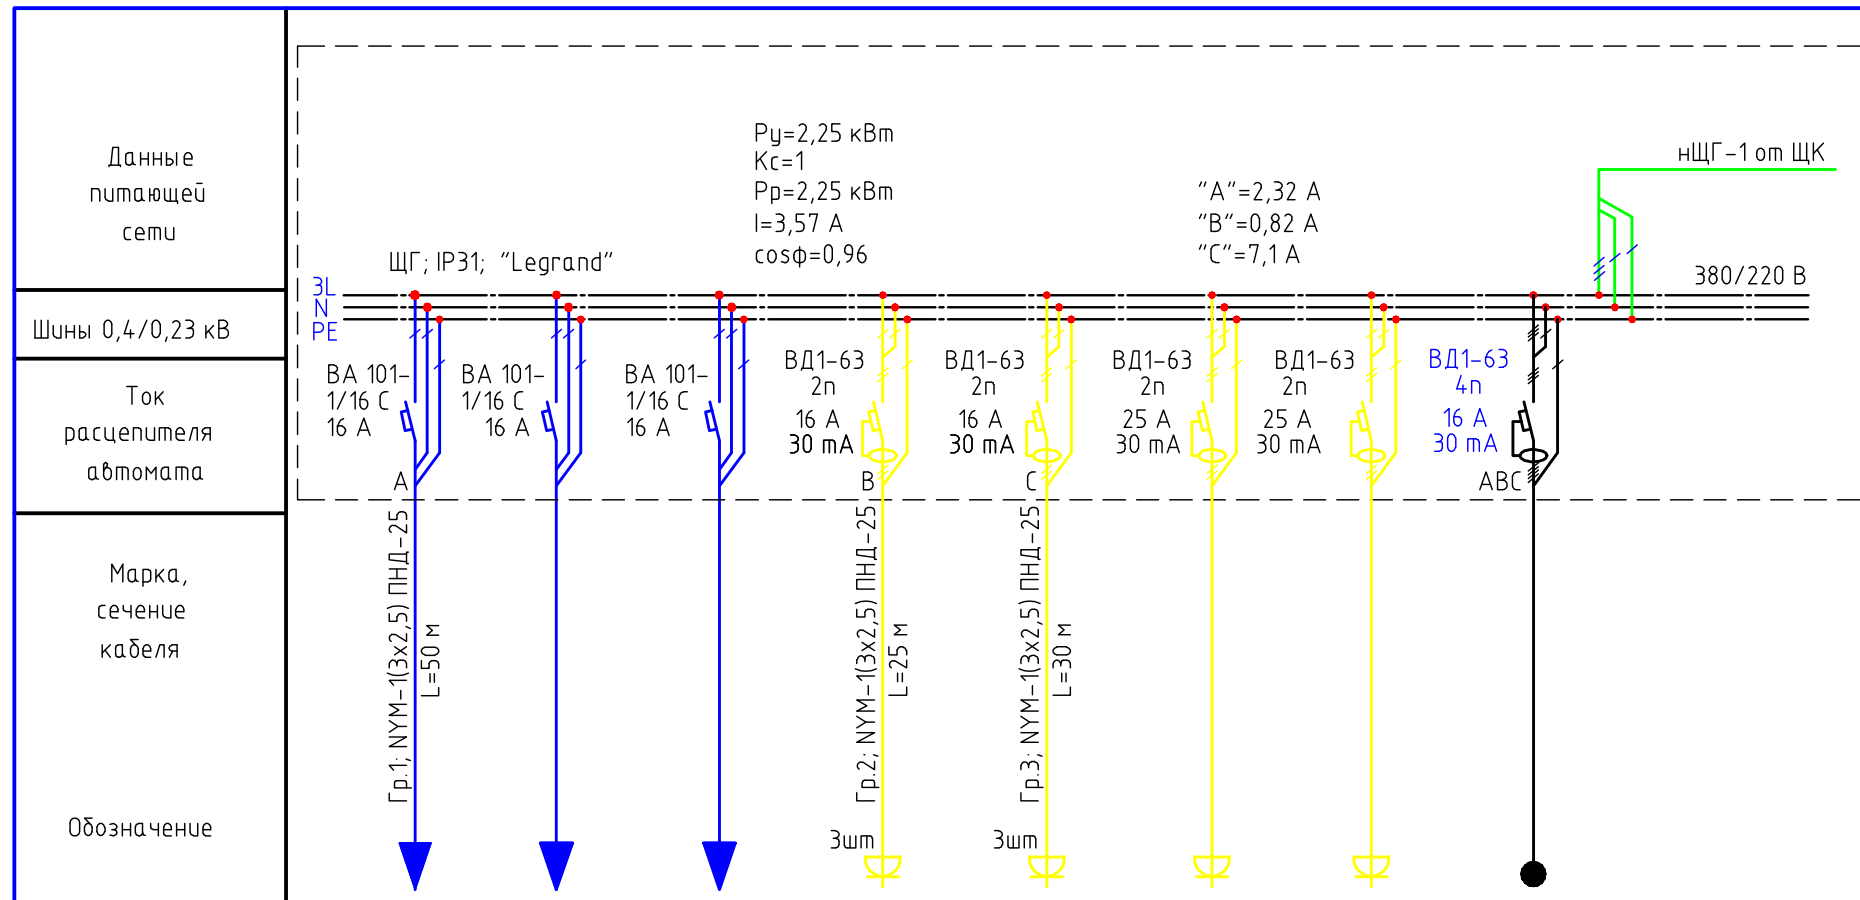 Данные
питающей
сети
Шины 0,4/0,23 кВ
Ток
расцепителя
автомата
Марка,
сечение
кабеля
Обозначение
ЩГ; IP31; "Legrand"
Ру=2,25 кВт
Кс=1
Рр=2,25 кВт
I=3,57 А
cosφ=0,96
"А"=2,32 А
"В"=0,82 А
"С"=7,1 А
нЩГ-1 от ЩК
380/220 В
3L
N
PE
ВА 101-
1/16 С
16 А
ВА 101-
1/16 С
16 А
ВА 101-
1/16 С
16 А
ВД1-63
2п
16 А
30 mA
ВД1-63
2п
16 А
30 mA
ВД1-63
2п
25 А
30 mA
ВД1-63
2п
25 А
30 mA
ВД1-63
4п
16 А
30 mA
A
B
C
ABC
Гр.1; NYM-1(3х2,5) ПНД-25
L=50 м
Гр.2; NYM-1(3х2,5) ПНД-25
L=25 м
Гр.3; NYM-1(3х2,5) ПНД-25
L=30 м
3шт
3шт